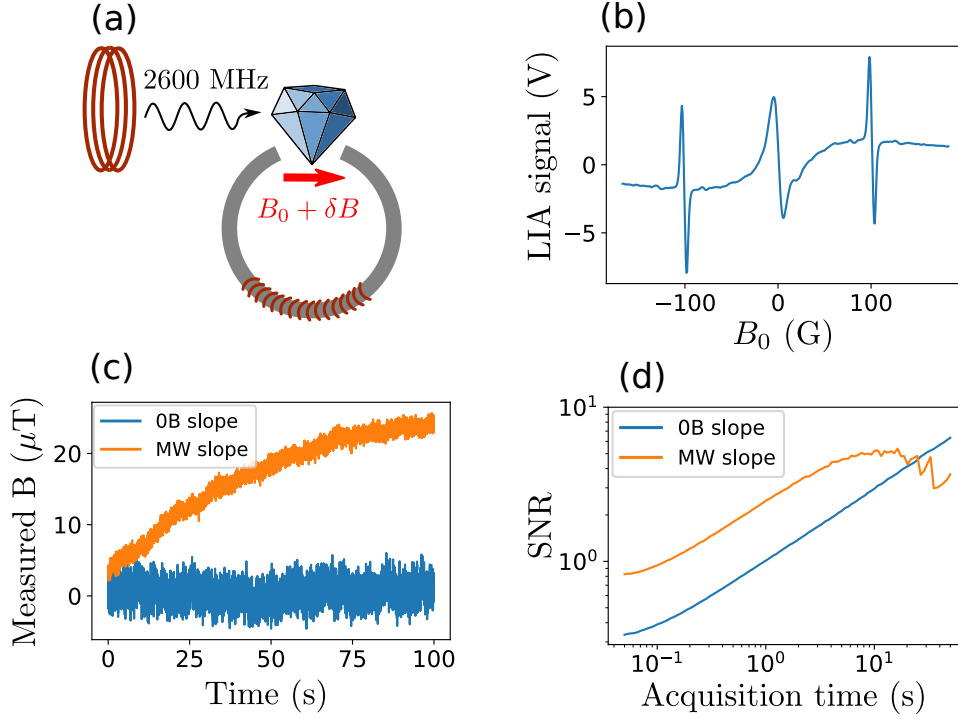 (a)
2600 MHz
B₀ + δB
(b)
LIA signal (V)
5
0
−5
−100
0
100
B₀ (G)
(c)
0B slope
MW slope
Measured B (μT)
20
10
0
0
25
50
75
100
Time (s)
(d)
0B slope
MW slope
SNR
10¹
10⁰
10⁻¹
10⁰
10¹
Acquisition time (s)